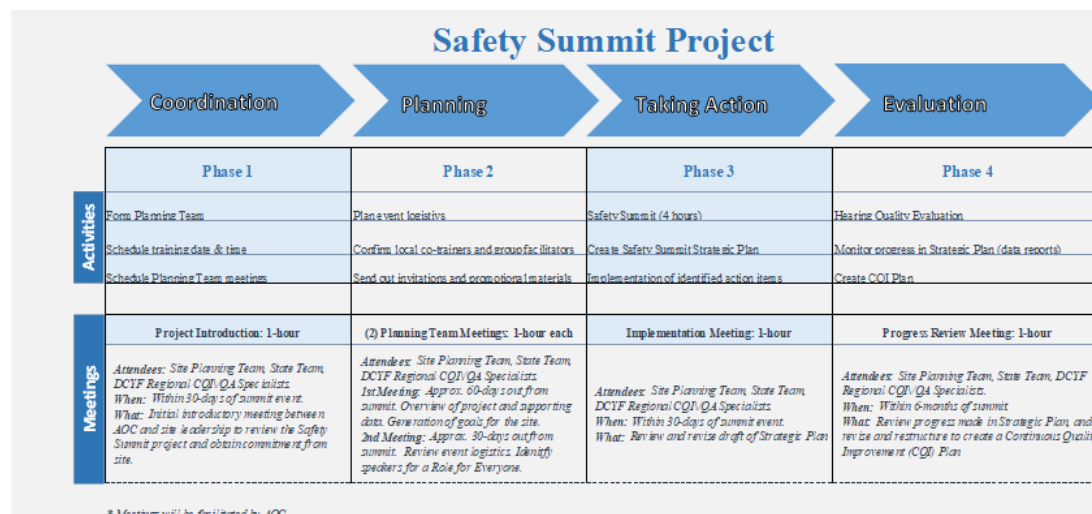 Safety Summit Project
Coordination
Planning
Taking Action
Evaluation
Phase 1
Phase 2
Phase 3
Phase 4
Activities
Form Planning Team
Plan event logistivs
Safety Summit (4 hours)
Hearing Quality Evaluation
Schedule training date & time
Confirm local co-trainers and group facilitators
Create Safety Summit Strategic Plan
Monitor progress in Strategic Plan (data reports)
Schedule Planning Team meetings
Send out invitations and promotional materials
Implementation of identified action items
Create CQI Plan
Meetings
Project Introduction: 1-hour
Attendees: Site Planning Team, State Team,
DCYF Regional CQI/QA Specialists
When: Within 30-days of summit event.
What: Initial introductory meeting between
AOC and site leadership to review the Safety
Summit project and obtain commitment from
site.
(2) Planning Team Meetings: 1-hour each
Attendees: Site Planning Team, State Team,
DCYF Regional CQI/QA Specialists
1st Meeting: Approx. 60-days out from
summit. Overview of project and supporting
data. Generation of goals for the site.
2nd Meeting: Approx. 30-days out from
summit. Review event logistics. Identify
speakers for a Role for Everyone.
Implementation Meeting: 1-hour
Attendees: Site Planning Team, State Team,
DCYF Regional CQI/QA Specialists.
When: Within 30-days of summit event.
What: Review and revise draft of Strategic Plan
Progress Review Meeting: 1-hour
Attendees: Site Planning Team, State Team, DCYF
Regional CQI/QA Specialists.
When: Within 6-months of summit
What: Review progress made in Strategic Plan, and
revise and restructure to create a Continuous Quali
Improvement (CQI) Plan
* Meetings will be facilitated by AOC